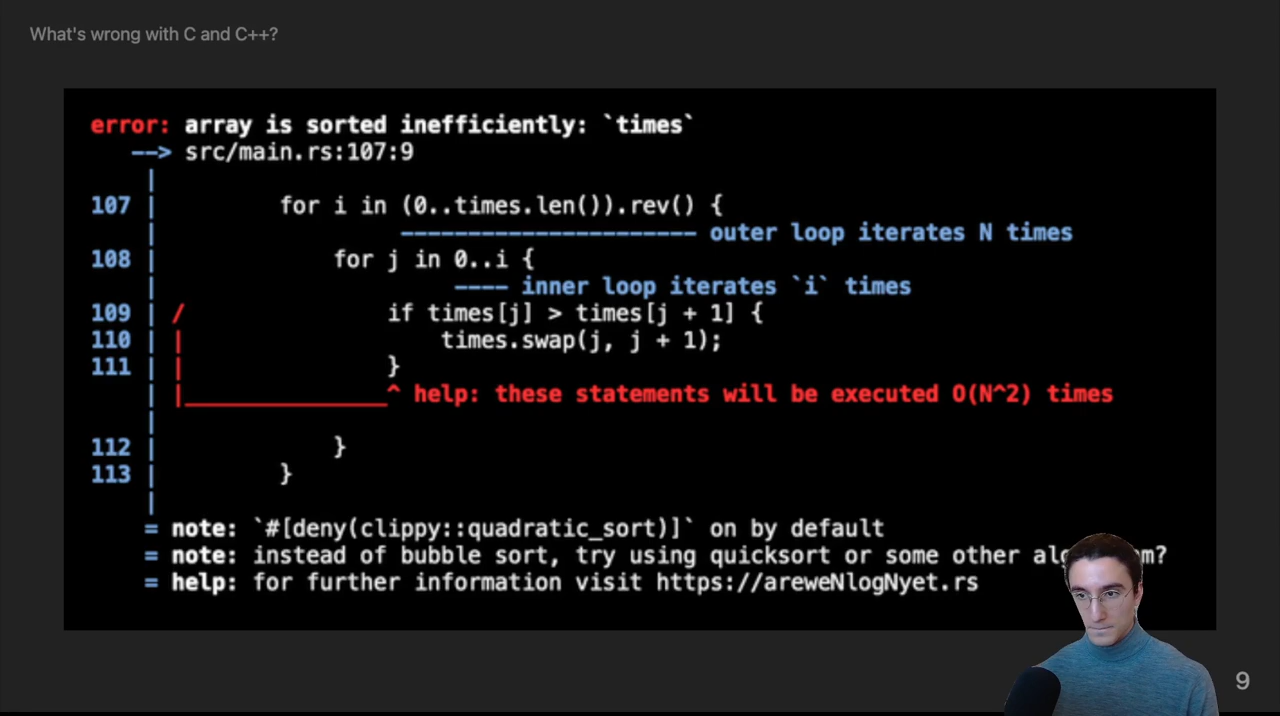 What's wrong with C and C++?
error: array is sorted inefficiently: `times`
--> src/main.rs:107:9
|
107 | for i in (0..times.len()).rev() {
| ---------------------- outer loop iterates N times
108 | for j in 0..i {
| ---- inner loop iterates `i` times
109 | / if times[j] > times[j + 1] {
110 | | times.swap(j, j + 1);
111 | | }
| |_______________^ help: these statements will be executed O(N^2) times
|
112 | }
113 | }
|
= note: `#[deny(clippy::quadratic_sort)]` on by default
= note: instead of bubble sort, try using quicksort or some other
= help: for further information visit https://areweNlogNyet.rs
9